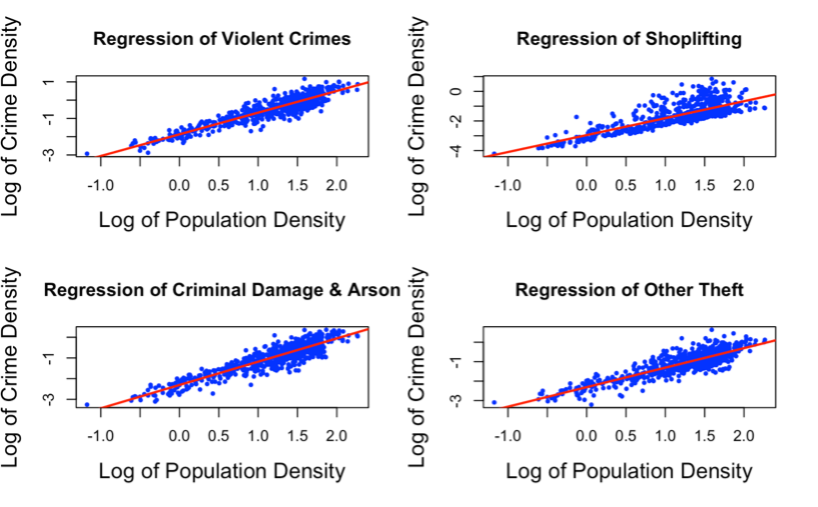 Regression of Violent Crimes
Log of Crime Density
1
-1
-3
-1.0 0.0 0.5 1.0 1.5 2.0
Log of Population Density
Regression of Shoplifting
Log of Crime Density
0
-2
-4
-1.0 0.0 0.5 1.0 1.5 2.0
Log of Population Density
Regression of Criminal Damage & Arson
Log of Crime Density
-1
-3
-1.0 0.0 0.5 1.0 1.5 2.0
Log of Population Density
Regression of Other Theft
Log of Crime Density
-1
-3
-1.0 0.0 0.5 1.0 1.5 2.0
Log of Population Density